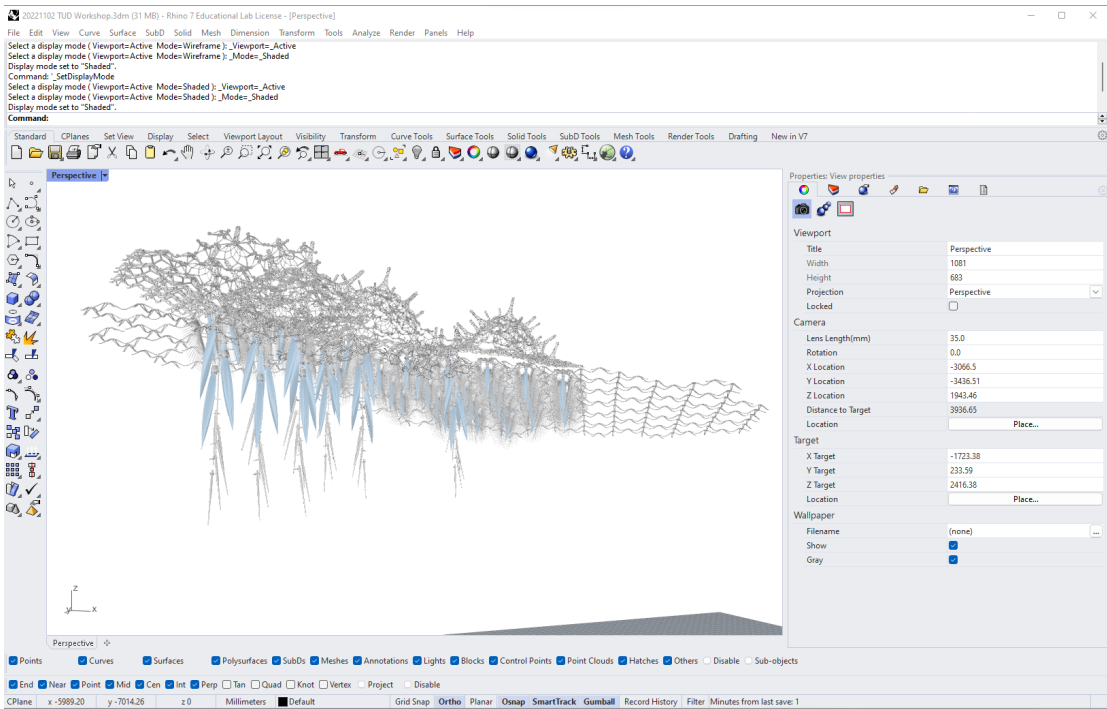 20221102 TUD Workshop.3dm (31 MB) - Rhino 7 Educational Lab License - [Perspective]
File Edit View Curve Surface SubD Solid Mesh Dimension Transform Tools Analyze Render Panels Help
Select a display mode ( Viewport=Active Mode=Wireframe ): _Viewport=_Active
Select a display mode ( Viewport=Active Mode=Wireframe ): _Mode=_Shaded
Display mode set to "Shaded".
Command: '_SetDisplayMode
Select a display mode ( Viewport=Active Mode=Shaded ): _Viewport=_Active
Select a display mode ( Viewport=Active Mode=Shaded ): _Mode=_Shaded
Display mode set to "Shaded".
Command:
Standard CPlanes Set View Display Select Viewport Layout Visibility Transform Curve Tools Surface Tools Solid Tools SubD Tools Mesh Tools Render Tools Drafting New in V7
Perspective
Properties: View properties
Viewport
Title Perspective
Width 1081
Height 683
Projection Perspective
Locked
Camera
Lens Length(mm) 35.0
Rotation 0.0
X Location -3066.5
Y Location -3436.51
Z Location 1943.46
Distance to Target 3936.65
Location Place...
Target
X Target -1723.38
Y Target 233.59
Z Target 2416.38
Location Place...
Wallpaper
Filename (none) ...
Show
Gray
z
y x
Perspective
Points Curves Surfaces Polysurfaces SubDs Meshes Annotations Lights Blocks Control Points Point Clouds Hatches Others Disable Sub-objects
End Near Point Mid Cen Int Perp Tan Quad Knot Vertex Project Disable
CPlane x -5989.20 y -7014.26 z 0 Millimeters Default Grid Snap Ortho Planar Osnap SmartTrack Gumball Record History Filter Minutes from last save: 1